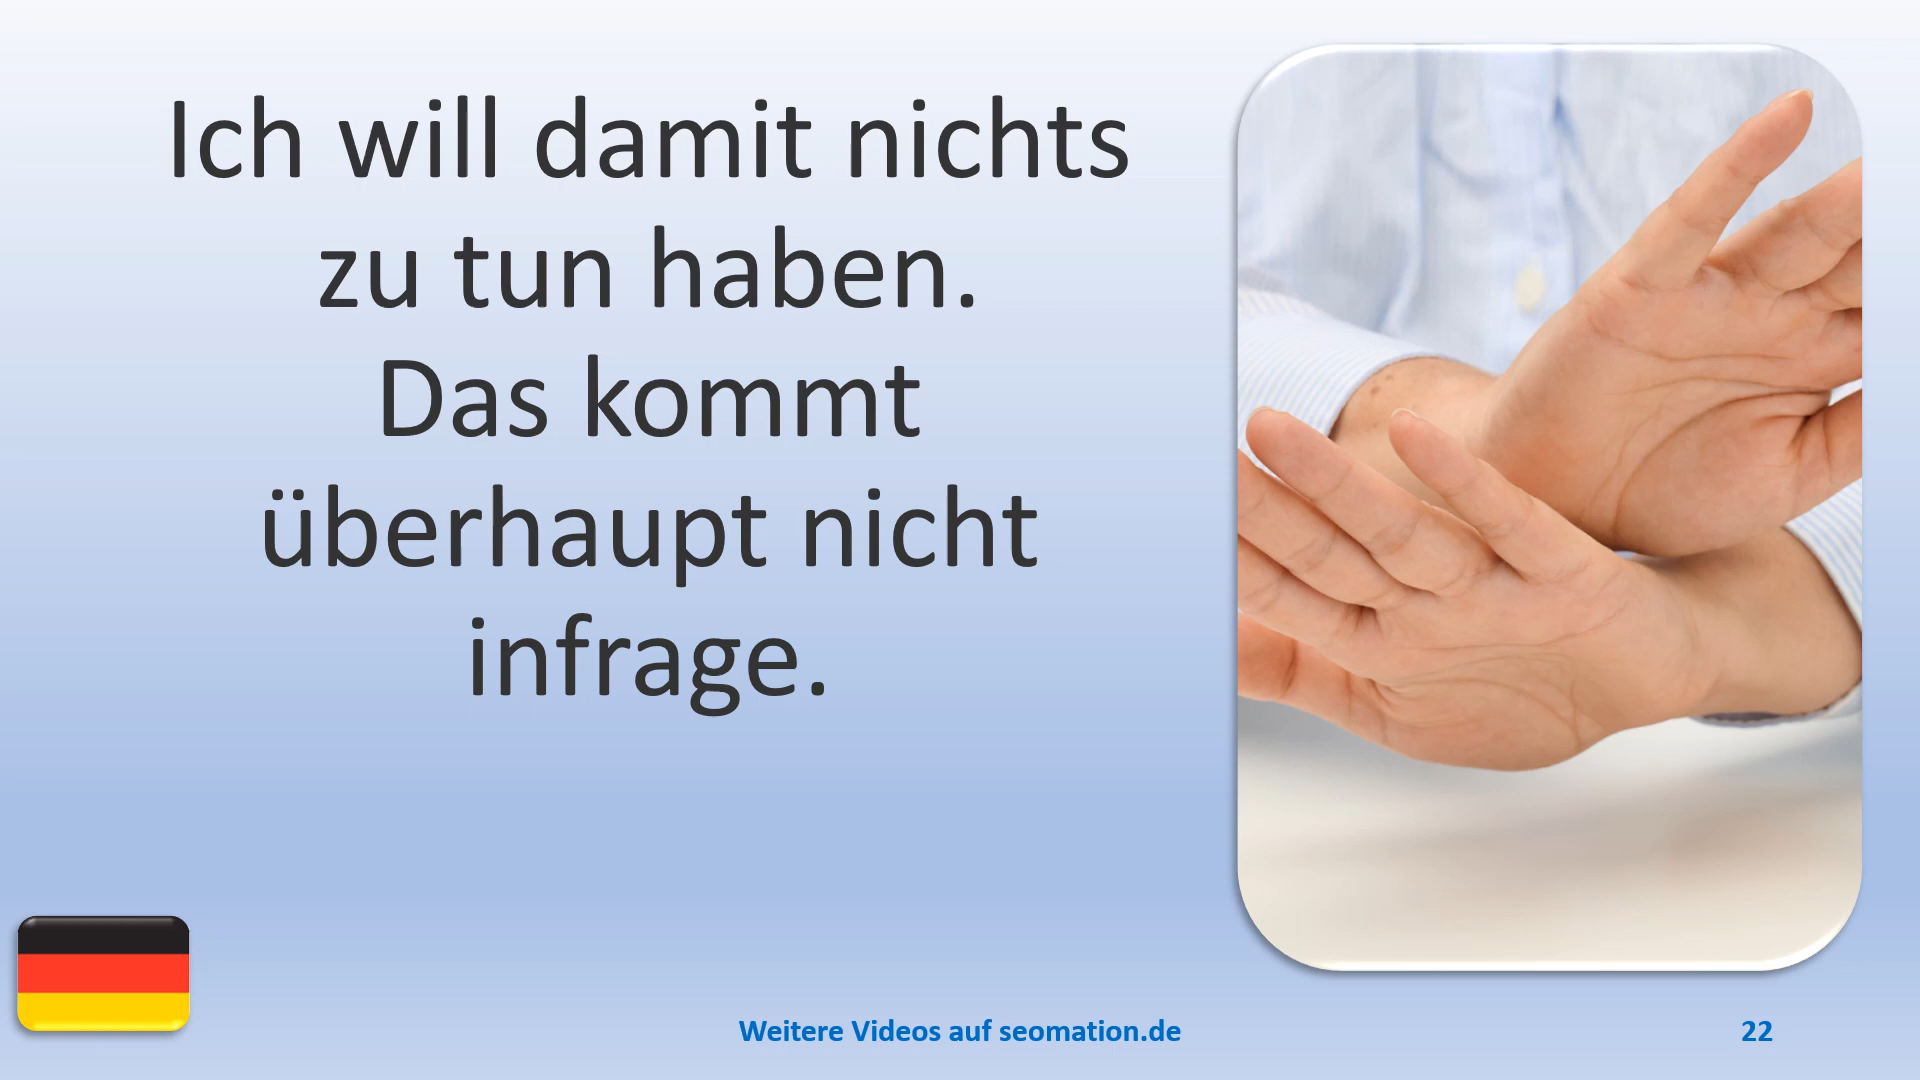 Ich will damit nichts
zu tun haben.
Das kommt
überhaupt nicht
infrage.
Weitere Videos auf seomation.de
22